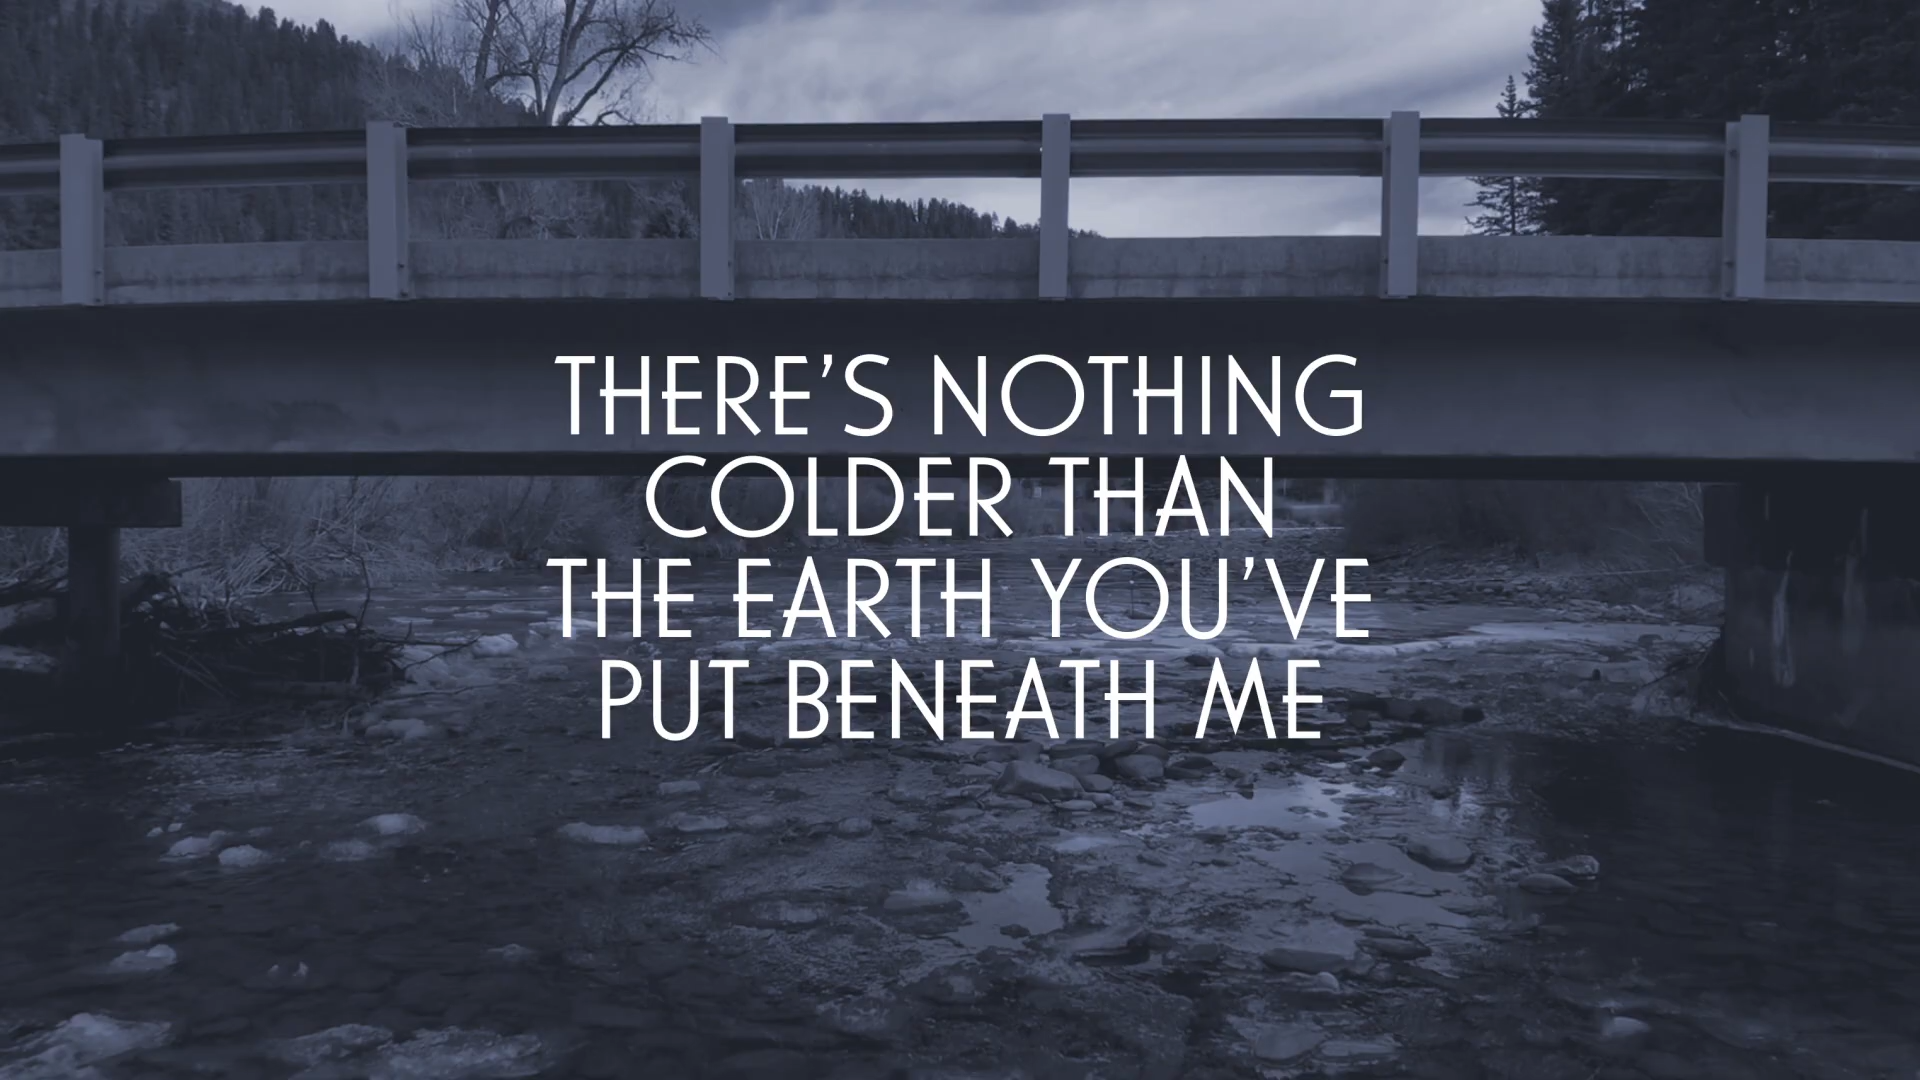 THERE’S NOTHING
COLDER THAN
THE EARTH YOU’VE
PUT BENEATH ME